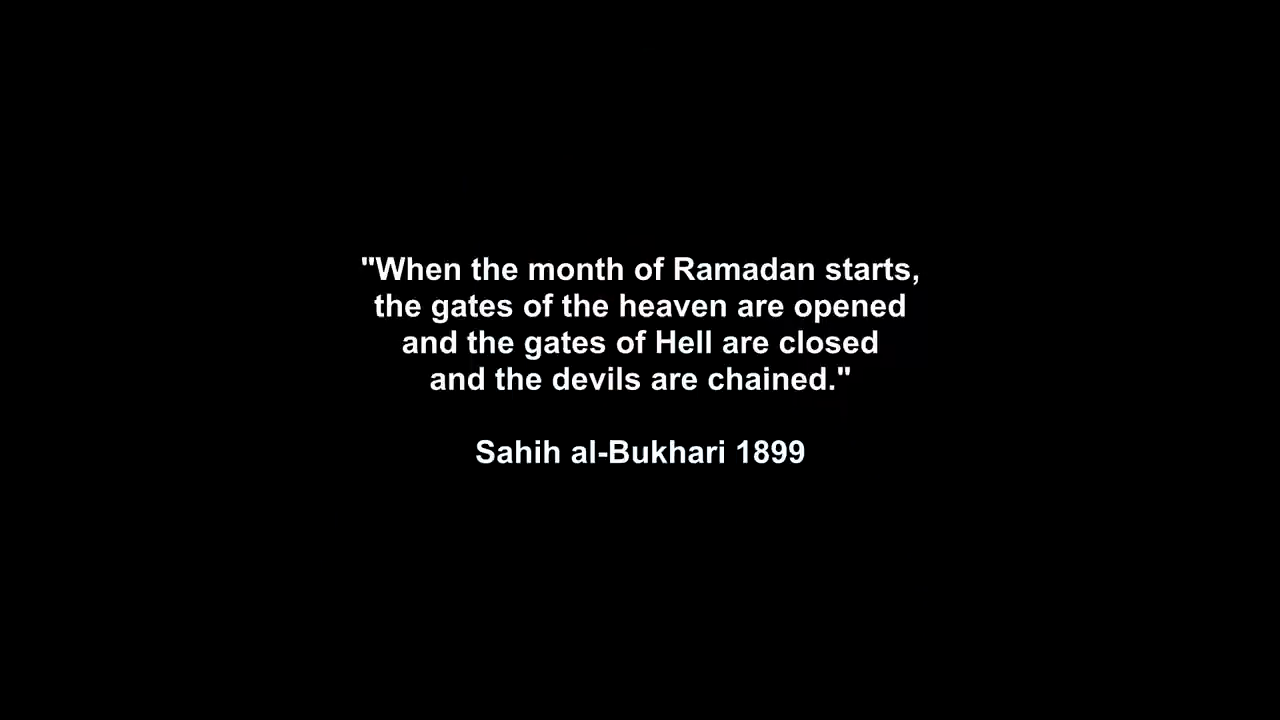 "When the month of Ramadan starts,
the gates of the heaven are opened
and the gates of Hell are closed
and the devils are chained."
Sahih al-Bukhari 1899